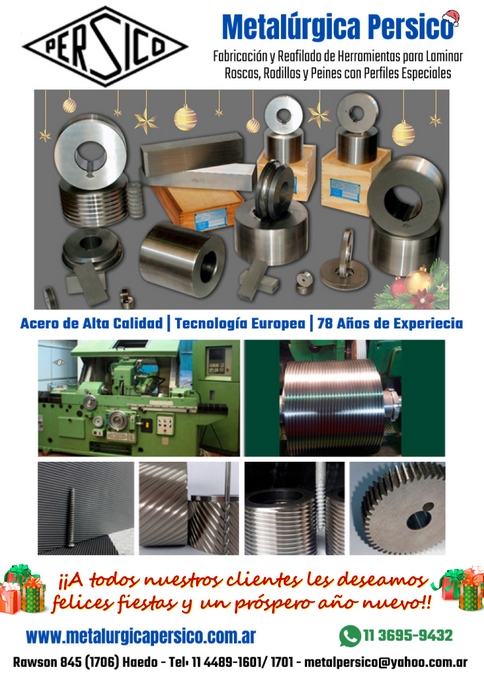 PERSICO
Metalúrgica Persico
Fabricación y Reafilado de Herramientas para Laminar
Roscas, Rodillos y Peines con Perfiles Especiales
Acero de Alta Calidad | Tecnología Europea | 78 Años de Experiecia
¡¡A todos nuestros clientes les deseamos
felices fiestas y un próspero año nuevo!!
www.metalurgicapersico.com.ar
11 3695-9432
Rawson 845 (1706) Haedo - Tel: 11 4489-1601/ 1701 - metalpersico@yahoo.com.ar